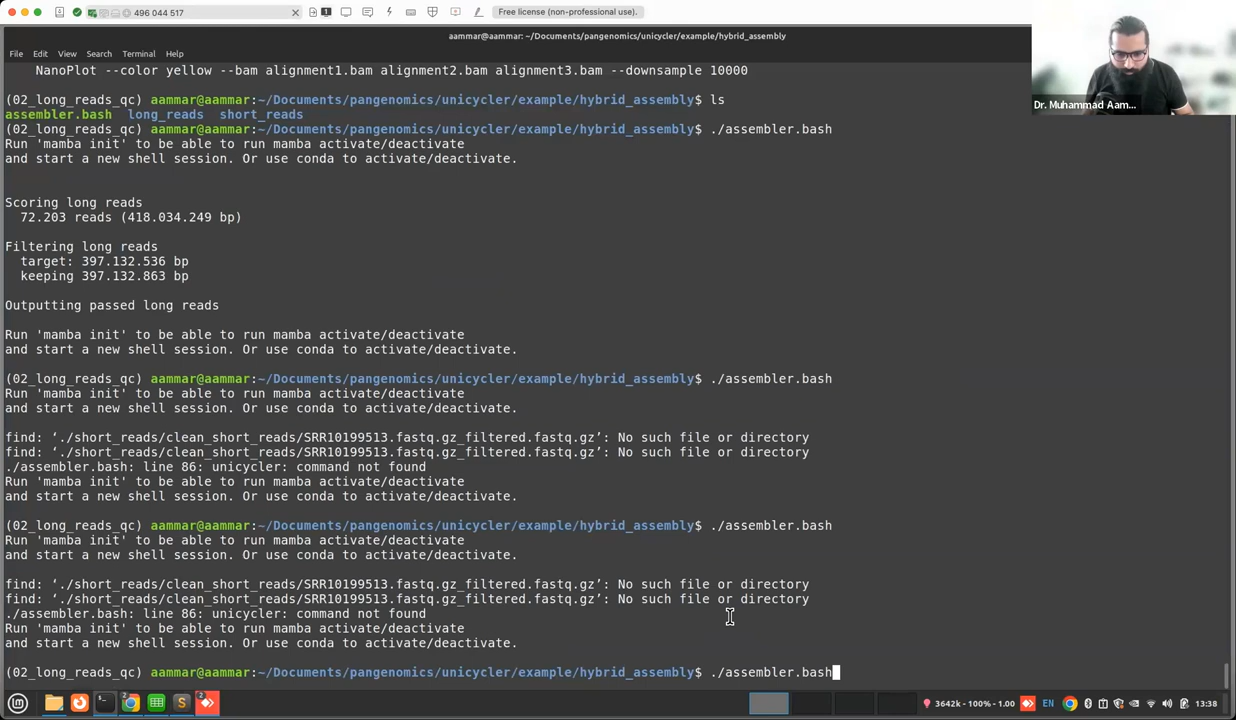 496 044 517
Free license (non-professional use).
aammar@aammar: ~/Documents/pangenomics/unicycler/example/hybrid_assembly
File Edit View Search Terminal Help
NanoPlot --color yellow --bam alignment1.bam alignment2.bam alignment3.bam --downsample 10000
(02_long_reads_qc) aammar@aammar:~/Documents/pangenomics/unicycler/example/hybrid_assembly$ ls
assembler.bash long_reads short_reads
(02_long_reads_qc) aammar@aammar:~/Documents/pangenomics/unicycler/example/hybrid_assembly$ ./assembler.bash
Run 'mamba init' to be able to run mamba activate/deactivate
and start a new shell session. Or use conda to activate/deactivate.
Scoring long reads
72.203 reads (418.034.249 bp)
Filtering long reads
target: 397.132.536 bp
keeping 397.132.863 bp
Outputting passed long reads
Run 'mamba init' to be able to run mamba activate/deactivate
and start a new shell session. Or use conda to activate/deactivate.
(02_long_reads_qc) aammar@aammar:~/Documents/pangenomics/unicycler/example/hybrid_assembly$ ./assembler.bash
Run 'mamba init' to be able to run mamba activate/deactivate
and start a new shell session. Or use conda to activate/deactivate.
find: ‘./short_reads/clean_short_reads/SRR10199513.fastq.gz_filtered.fastq.gz’: No such file or directory
find: ‘./short_reads/clean_short_reads/SRR10199513.fastq.gz_filtered.fastq.gz’: No such file or directory
./assembler.bash: line 86: unicycler: command not found
Run 'mamba init' to be able to run mamba activate/deactivate
and start a new shell session. Or use conda to activate/deactivate.
(02_long_reads_qc) aammar@aammar:~/Documents/pangenomics/unicycler/example/hybrid_assembly$ ./assembler.bash
Run 'mamba init' to be able to run mamba activate/deactivate
and start a new shell session. Or use conda to activate/deactivate.
find: ‘./short_reads/clean_short_reads/SRR10199513.fastq.gz_filtered.fastq.gz’: No such file or directory
find: ‘./short_reads/clean_short_reads/SRR10199513.fastq.gz_filtered.fastq.gz’: No such file or directory
./assembler.bash: line 86: unicycler: command not found
Run 'mamba init' to be able to run mamba activate/deactivate
and start a new shell session. Or use conda to activate/deactivate.
(02_long_reads_qc) aammar@aammar:~/Documents/pangenomics/unicycler/example/hybrid_assembly$ ./assembler.bash
Dr. Muhammad Aam...
3642k - 100% - 1.00 EN 13:38